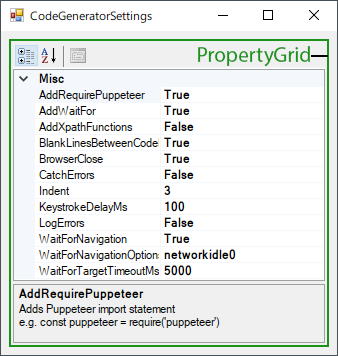 CodeGeneratorSettings
PropertyGrid
Misc
AddRequirePuppeteer True
AddWaitFor True
AddXpathFunctions False
BlankLinesBetweenCode True
BrowserClose True
CatchErrors False
Indent 3
KeystrokeDelayMs 100
LogErrors False
WaitForNavigation True
WaitForNavigationOptions networkidle0
WaitForTargetTimeoutMs 5000
AddRequirePuppeteer
Adds Puppeteer import statement
e.g. const puppeteer = require('puppeteer')